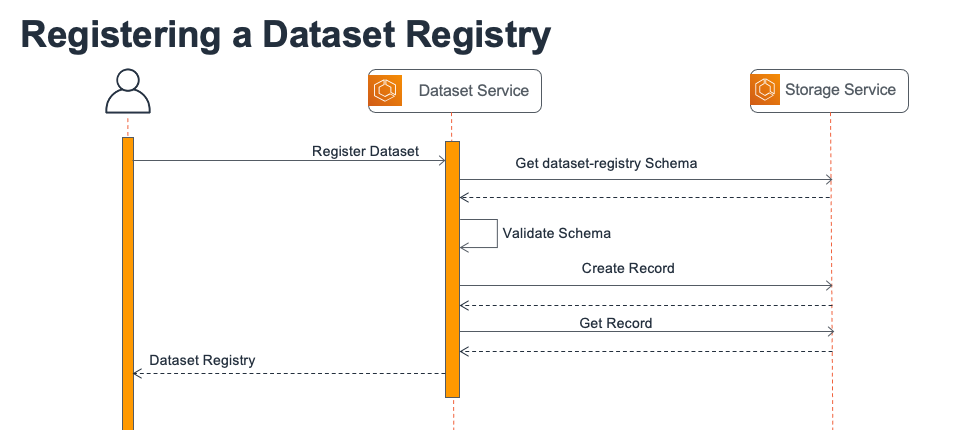 Registering a Dataset Registry
Dataset Service
Storage Service
Register Dataset
Get dataset-registry Schema
Validate Schema
Create Record
Get Record
Dataset Registry